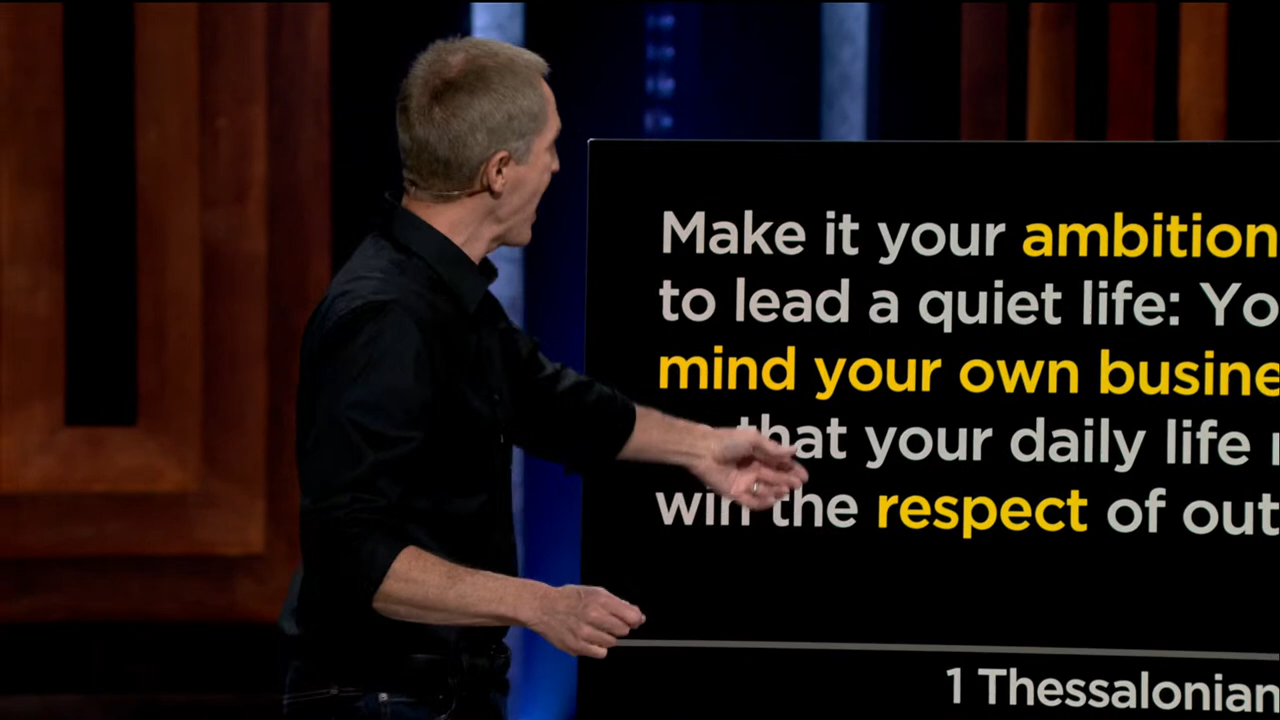 Make it your ambition
to lead a quiet life: Yo
mind your own busine
that your daily life
win the respect of out
1 Thessalonian